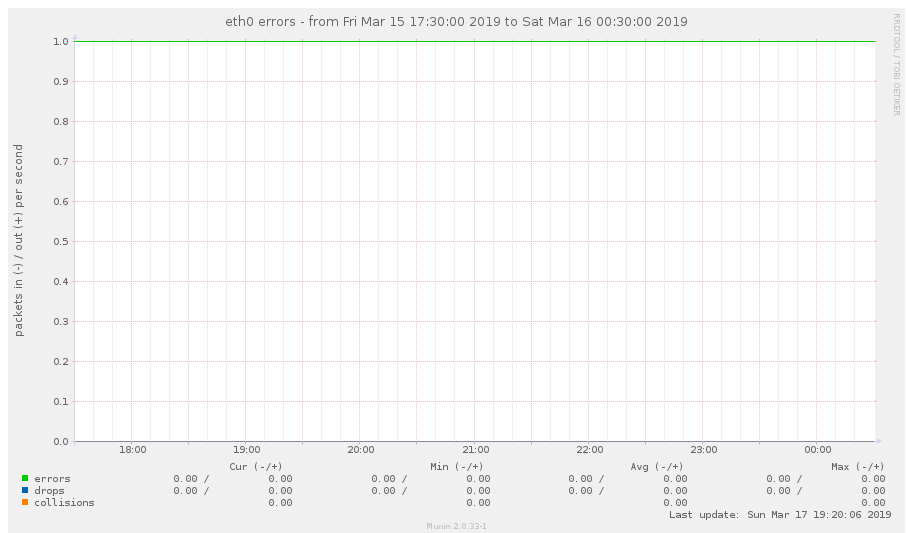 eth0 errors - from Fri Mar 15 17:30:00 2019 to Sat Mar 16 00:30:00 2019
RRDTOOL / TOBI OETIKER
packets in (-) / out (+) per second
1.0
0.9
0.8
0.7
0.6
0.5
0.4
0.3
0.2
0.1
0.0
18:00 19:00 20:00 21:00 22:00 23:00 00:00
Cur (-/+) Min (-/+) Avg (-/+) Max (-/+)
errors 0.00 / 0.00 0.00 / 0.00 0.00 / 0.00 0.00 / 0.00
drops 0.00 / 0.00 0.00 / 0.00 0.00 / 0.00 0.00 / 0.00
collisions 0.00 0.00 0.00 0.00
Last update: Sun Mar 17 19:20:06 2019
Munin 2.0.33-1